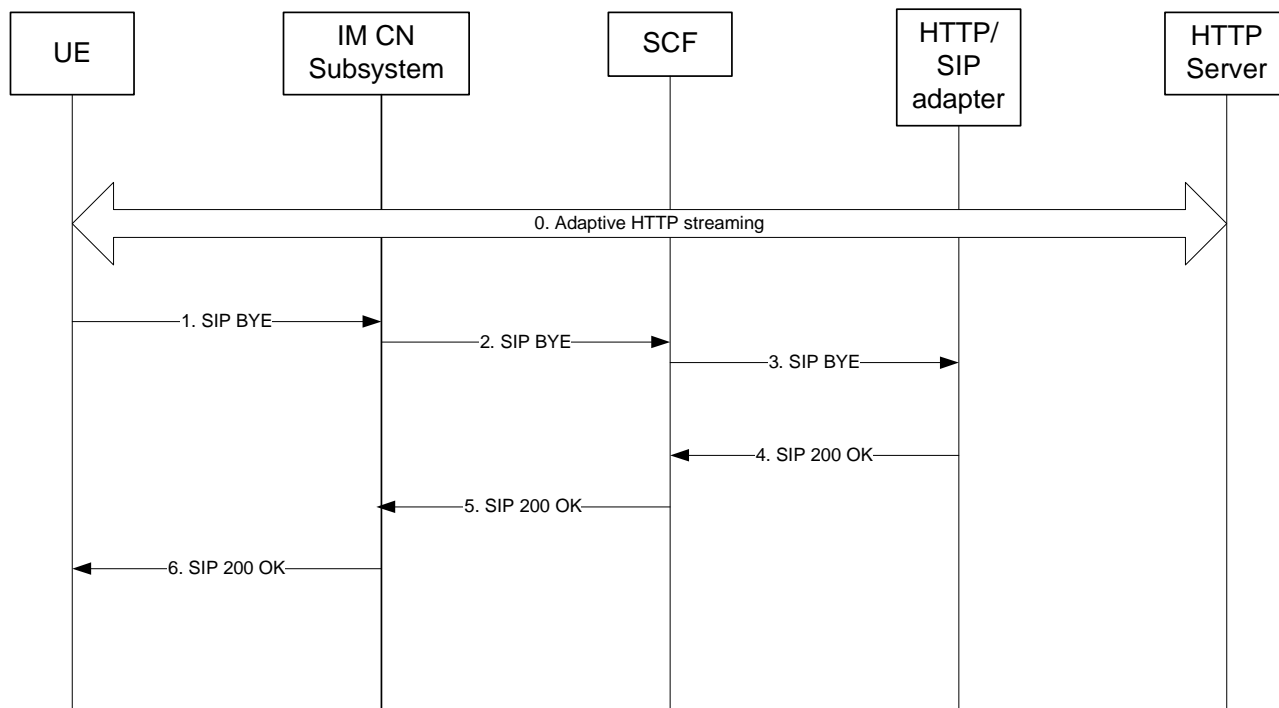 UE
IM CN
Subsystem
SCF
HTTP/
SIP
adapter
HTTP
Server
0. Adaptive HTTP streaming
1. SIP BYE
2. SIP BYE
3. SIP BYE
4. SIP 200 OK
5. SIP 200 OK
6. SIP 200 OK